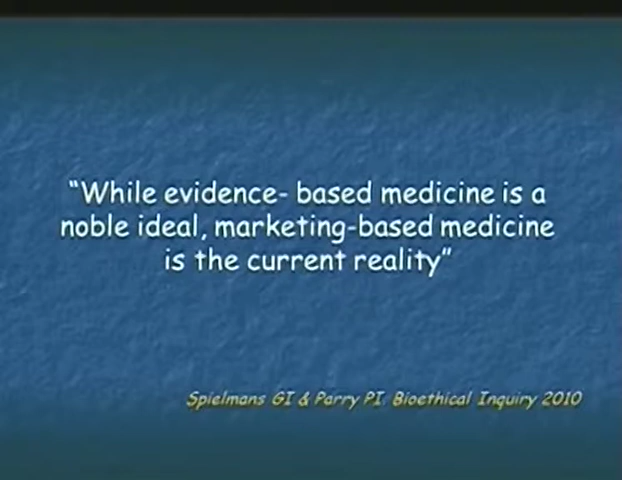 “While evidence- based medicine is a
noble ideal, marketing-based medicine
is the current reality”
Spielmans GI & Parry PI. Bioethical Inquiry 2010